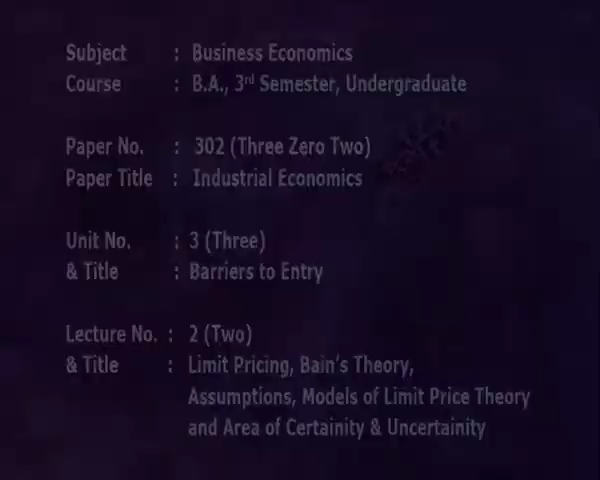 Subject : Business Economics
Course : B.A., 3rd Semester, Undergraduate
Paper No. : 302 (Three Zero Two)
Paper Title : Industrial Economics
Unit No. : 3 (Three)
& Title : Barriers to Entry
Lecture No. : 2 (Two)
& Title : Limit Pricing, Bain's Theory,
Assumptions, Models of Limit Price Theory
and Area of Certainity & Uncertainity